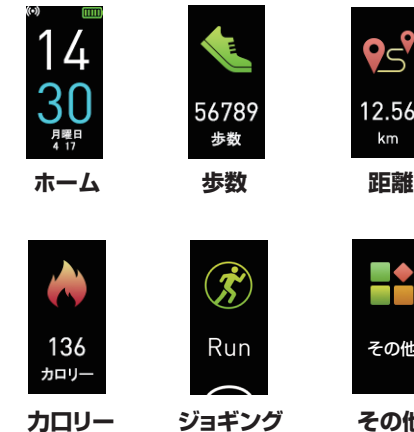 14
30
月曜日
4 17
ホーム
56789
歩数
歩数
12.56
km
距離
136
カロリー
カロリー
Run
ジョギング
その他
その他